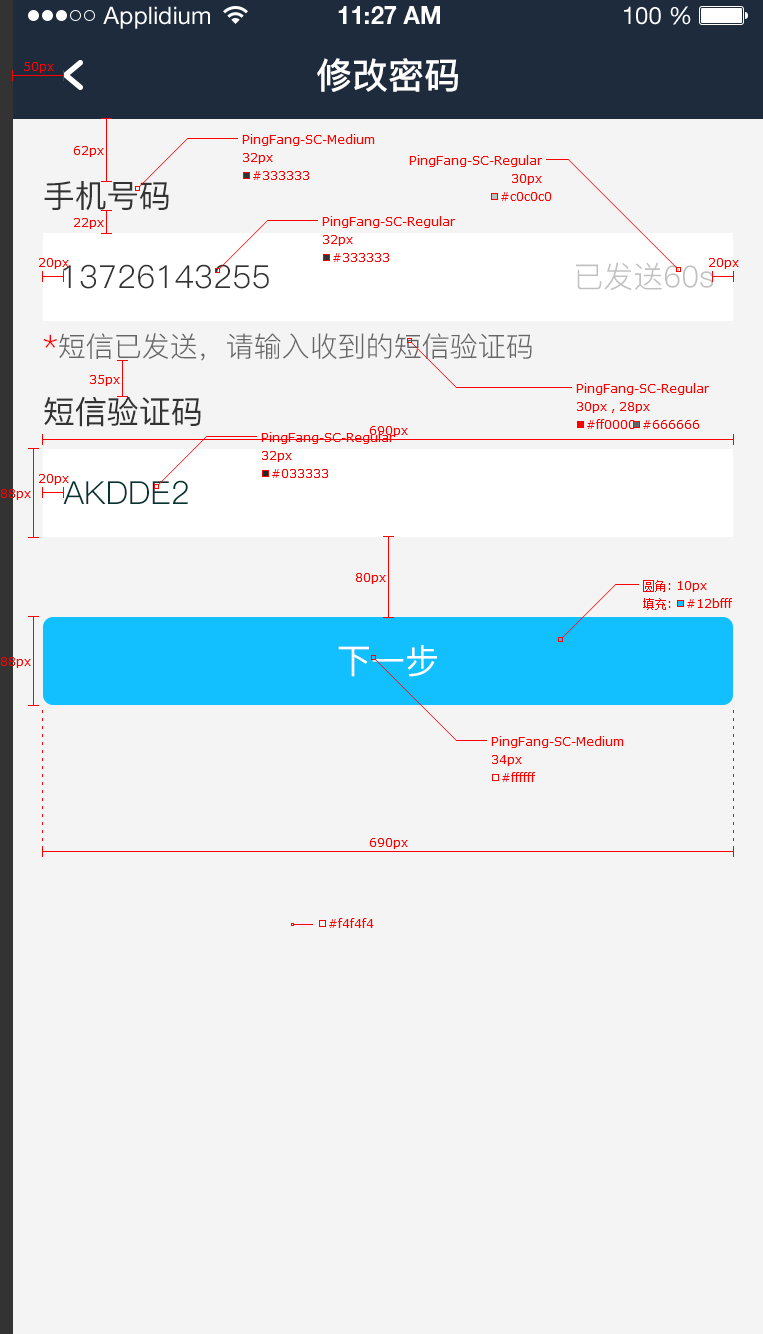 ●●●○○ Applidium 11:27 AM 100 %
50px
修改密码
62px
PingFang-SC-Medium
32px
#333333
PingFang-SC-Regular
30px
#c0c0c0
手机号码
22px
PingFang-SC-Regular
32px
#333333
20px
13726143255
已发送60s
20px
*短信已发送，请输入收到的短信验证码
35px
PingFang-SC-Regular
30px , 28px
#ff0000 #666666
短信验证码
690px
PingFang-SC-Regular
32px
#033333
20px
88px
AKDDE2
80px
圆角：10px
填充：#12bfff
88px
下一步
PingFang-SC-Medium
34px
#ffffff
690px
#f4f4f4